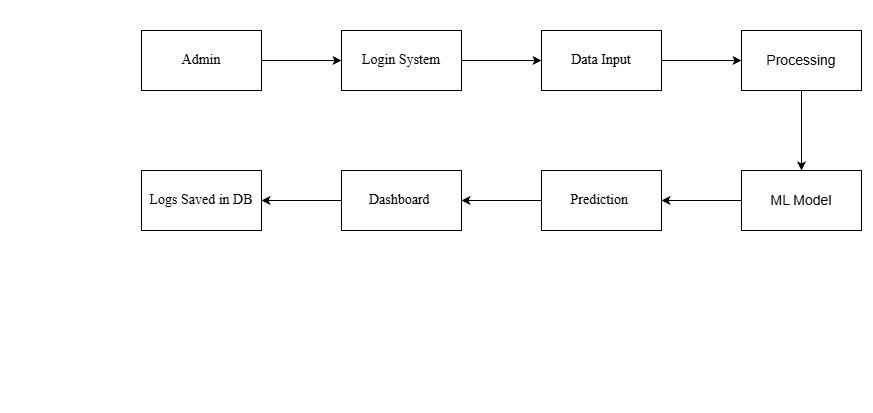 Admin
Login System
Data Input
Processing
Logs Saved in DB
Dashboard
Prediction
ML Model